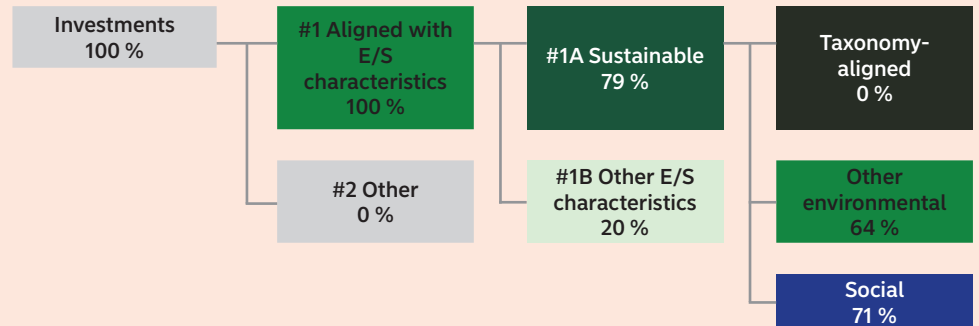 Investments
100 %
#1 Aligned with
E/S
characteristics
100 %
#1A Sustainable
79 %
Taxonomy-
aligned
0 %
#2 Other
0 %
#1B Other E/S
characteristics
20 %
Other
environmental
64 %
Social
71 %